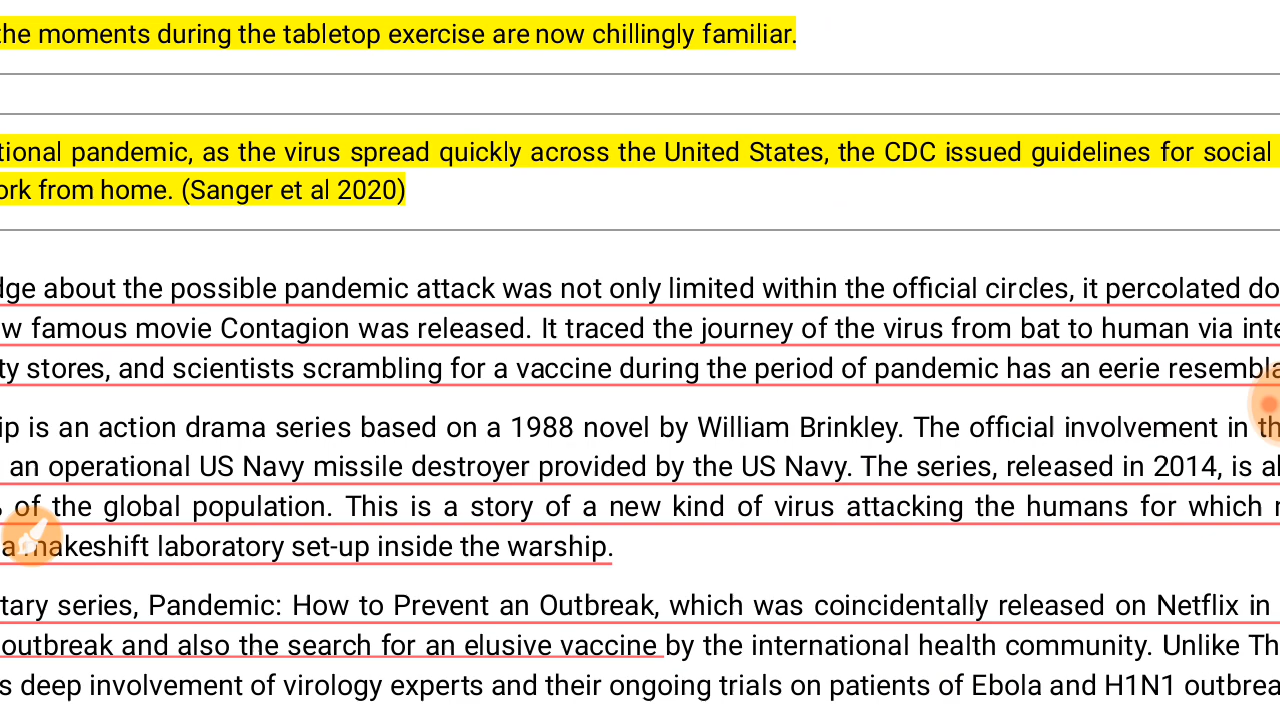 the moments during the tabletop exercise are now chillingly familiar.
tional pandemic, as the virus spread quickly across the United States, the CDC issued guidelines for social
ork from home. (Sanger et al 2020)
dge about the possible pandemic attack was not only limited within the official circles, it percolated do
w famous movie Contagion was released. It traced the journey of the virus from bat to human via inte
ty stores, and scientists scrambling for a vaccine during the period of pandemic has an eerie resembla
ip is an action drama series based on a 1988 novel by William Brinkley. The official involvement in th
an operational US Navy missile destroyer provided by the US Navy. The series, released in 2014, is al
of the global population. This is a story of a new kind of virus attacking the humans for which
a makeshift laboratory set-up inside the warship.
tary series, Pandemic: How to Prevent an Outbreak, which was coincidentally released on Netflix in
outbreak and also the search for an elusive vaccine by the international health community. Unlike Th
s deep involvement of virology experts and their ongoing trials on patients of Ebola and H1N1 outbrea